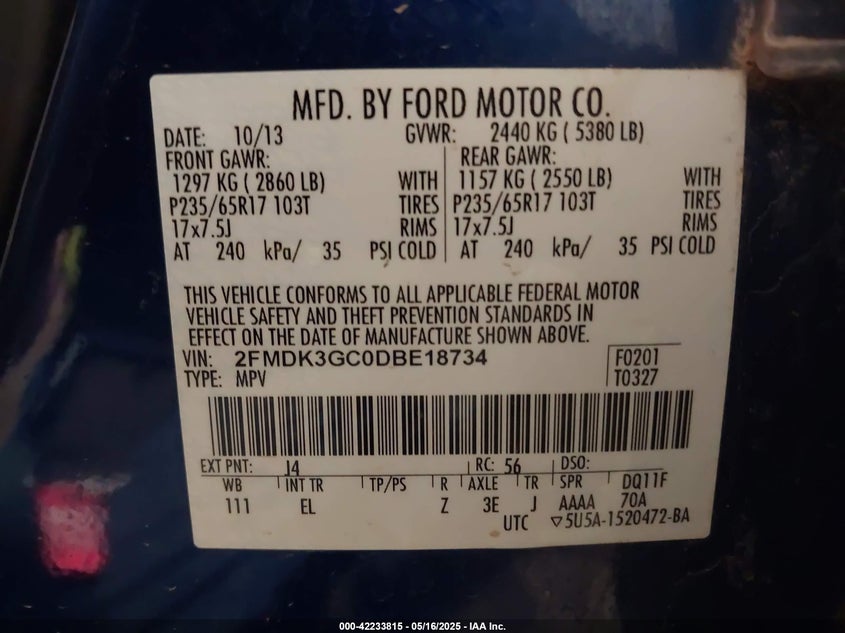 MFD. BY FORD MOTOR CO.
DATE: 10/13 GVWR: 2440 KG ( 5380 LB)
FRONT GAWR: REAR GAWR:
1297 KG ( 2860 LB) WITH 1157 KG ( 2550 LB) WITH
P235/65R17 103T TIRES P235/65R17 103T TIRES
17x7.5J RIMS 17x7.5J RIMS
AT 240 kPa/ 35 PSI COLD AT 240 kPa/ 35 PSI COLD
THIS VEHICLE CONFORMS TO ALL APPLICABLE FEDERAL MOTOR
VEHICLE SAFETY AND THEFT PREVENTION STANDARDS IN
EFFECT ON THE DATE OF MANUFACTURE SHOWN ABOVE.
VIN: 2FMDK3GC0DBE18734 F0201
TYPE: MPV T0327
EXT PNT: J4 RC: 56 DSO:
WB INT TR TP/PS R AXLE TR SPR DQ11F
111 EL Z 3E J AAAA 70A
UTC ▽5U5A-1520472-BA
000-42233815 - 05/16/2025 - IAA Inc.